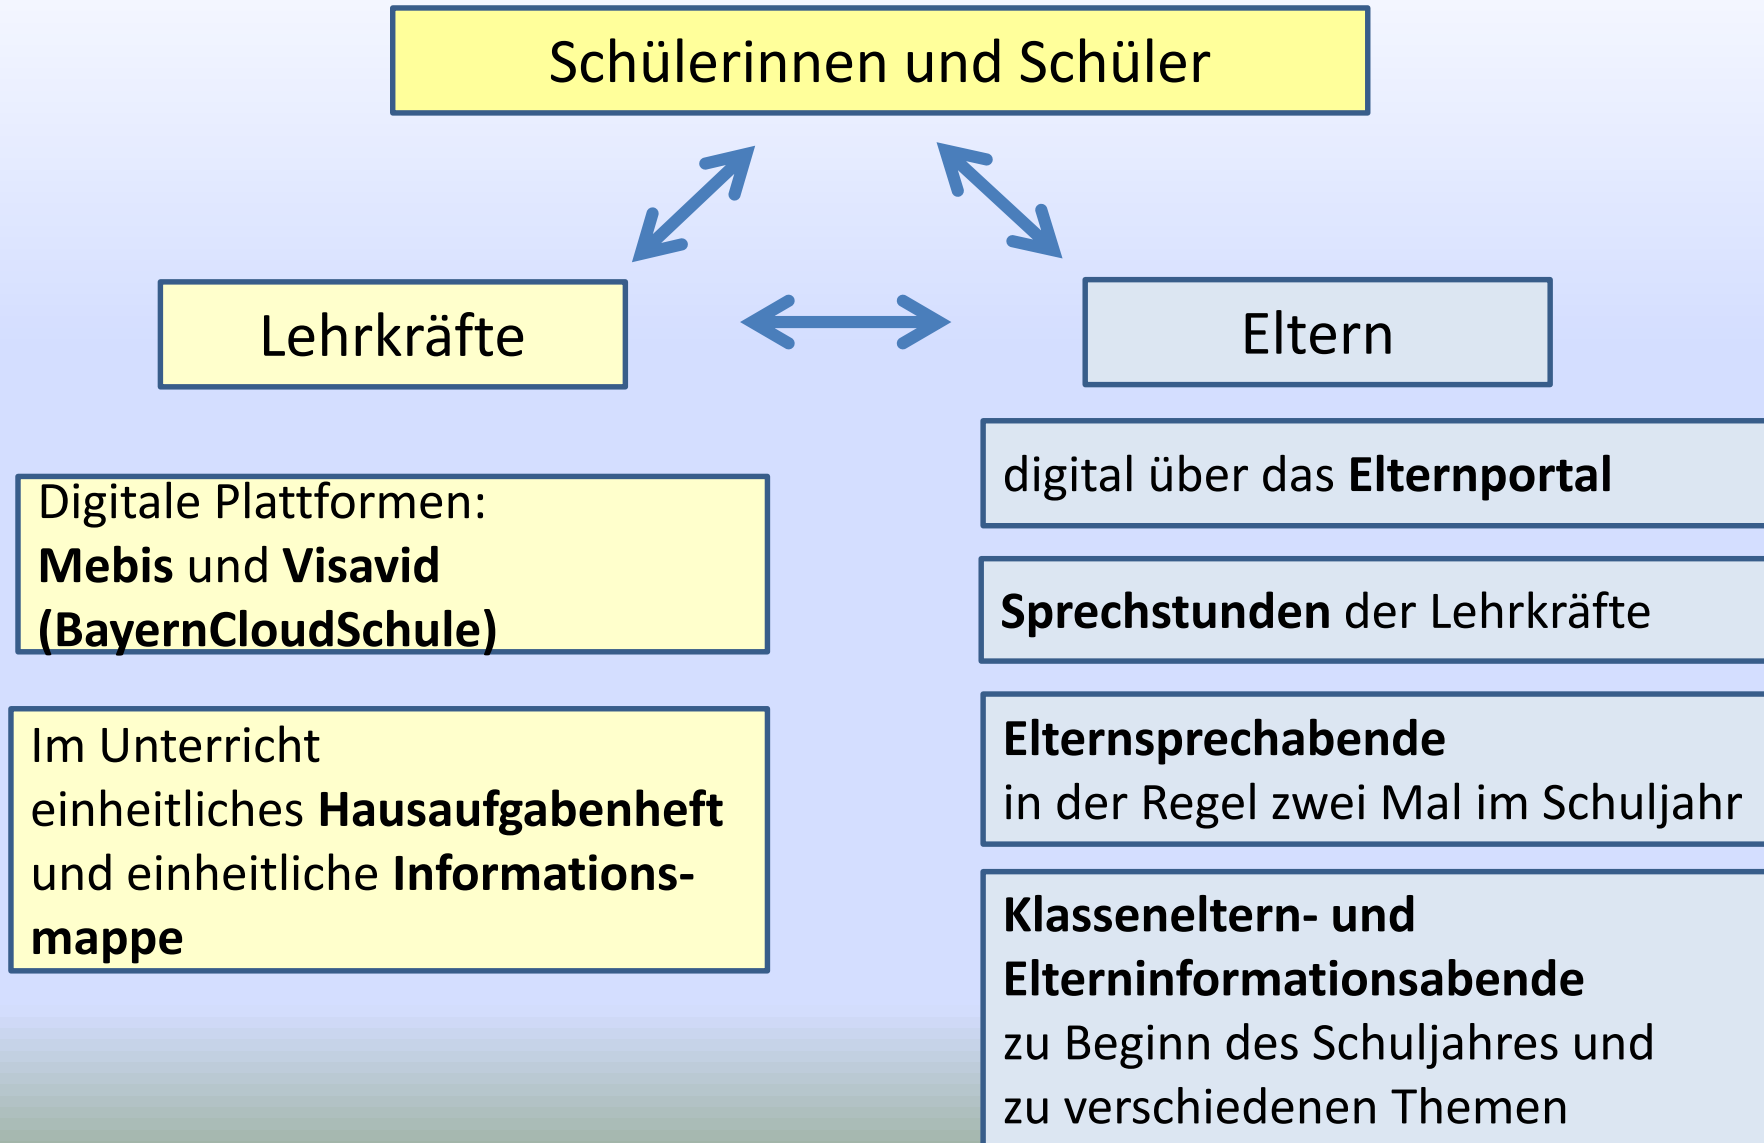 Schülerinnen und Schüler
Lehrkräfte
Eltern
Digitale Plattformen:
Mebis und Visavid
(BayernCloudSchule)
Im Unterricht
einheitliches Hausaufgabenheft
und einheitliche Informations-
mappe
digital über das Elternportal
Sprechstunden der Lehrkräfte
Elternsprechabende
in der Regel zwei Mal im Schuljahr
Klasseneltern- und
Elterninformationsabende
zu Beginn des Schuljahres und
zu verschiedenen Themen